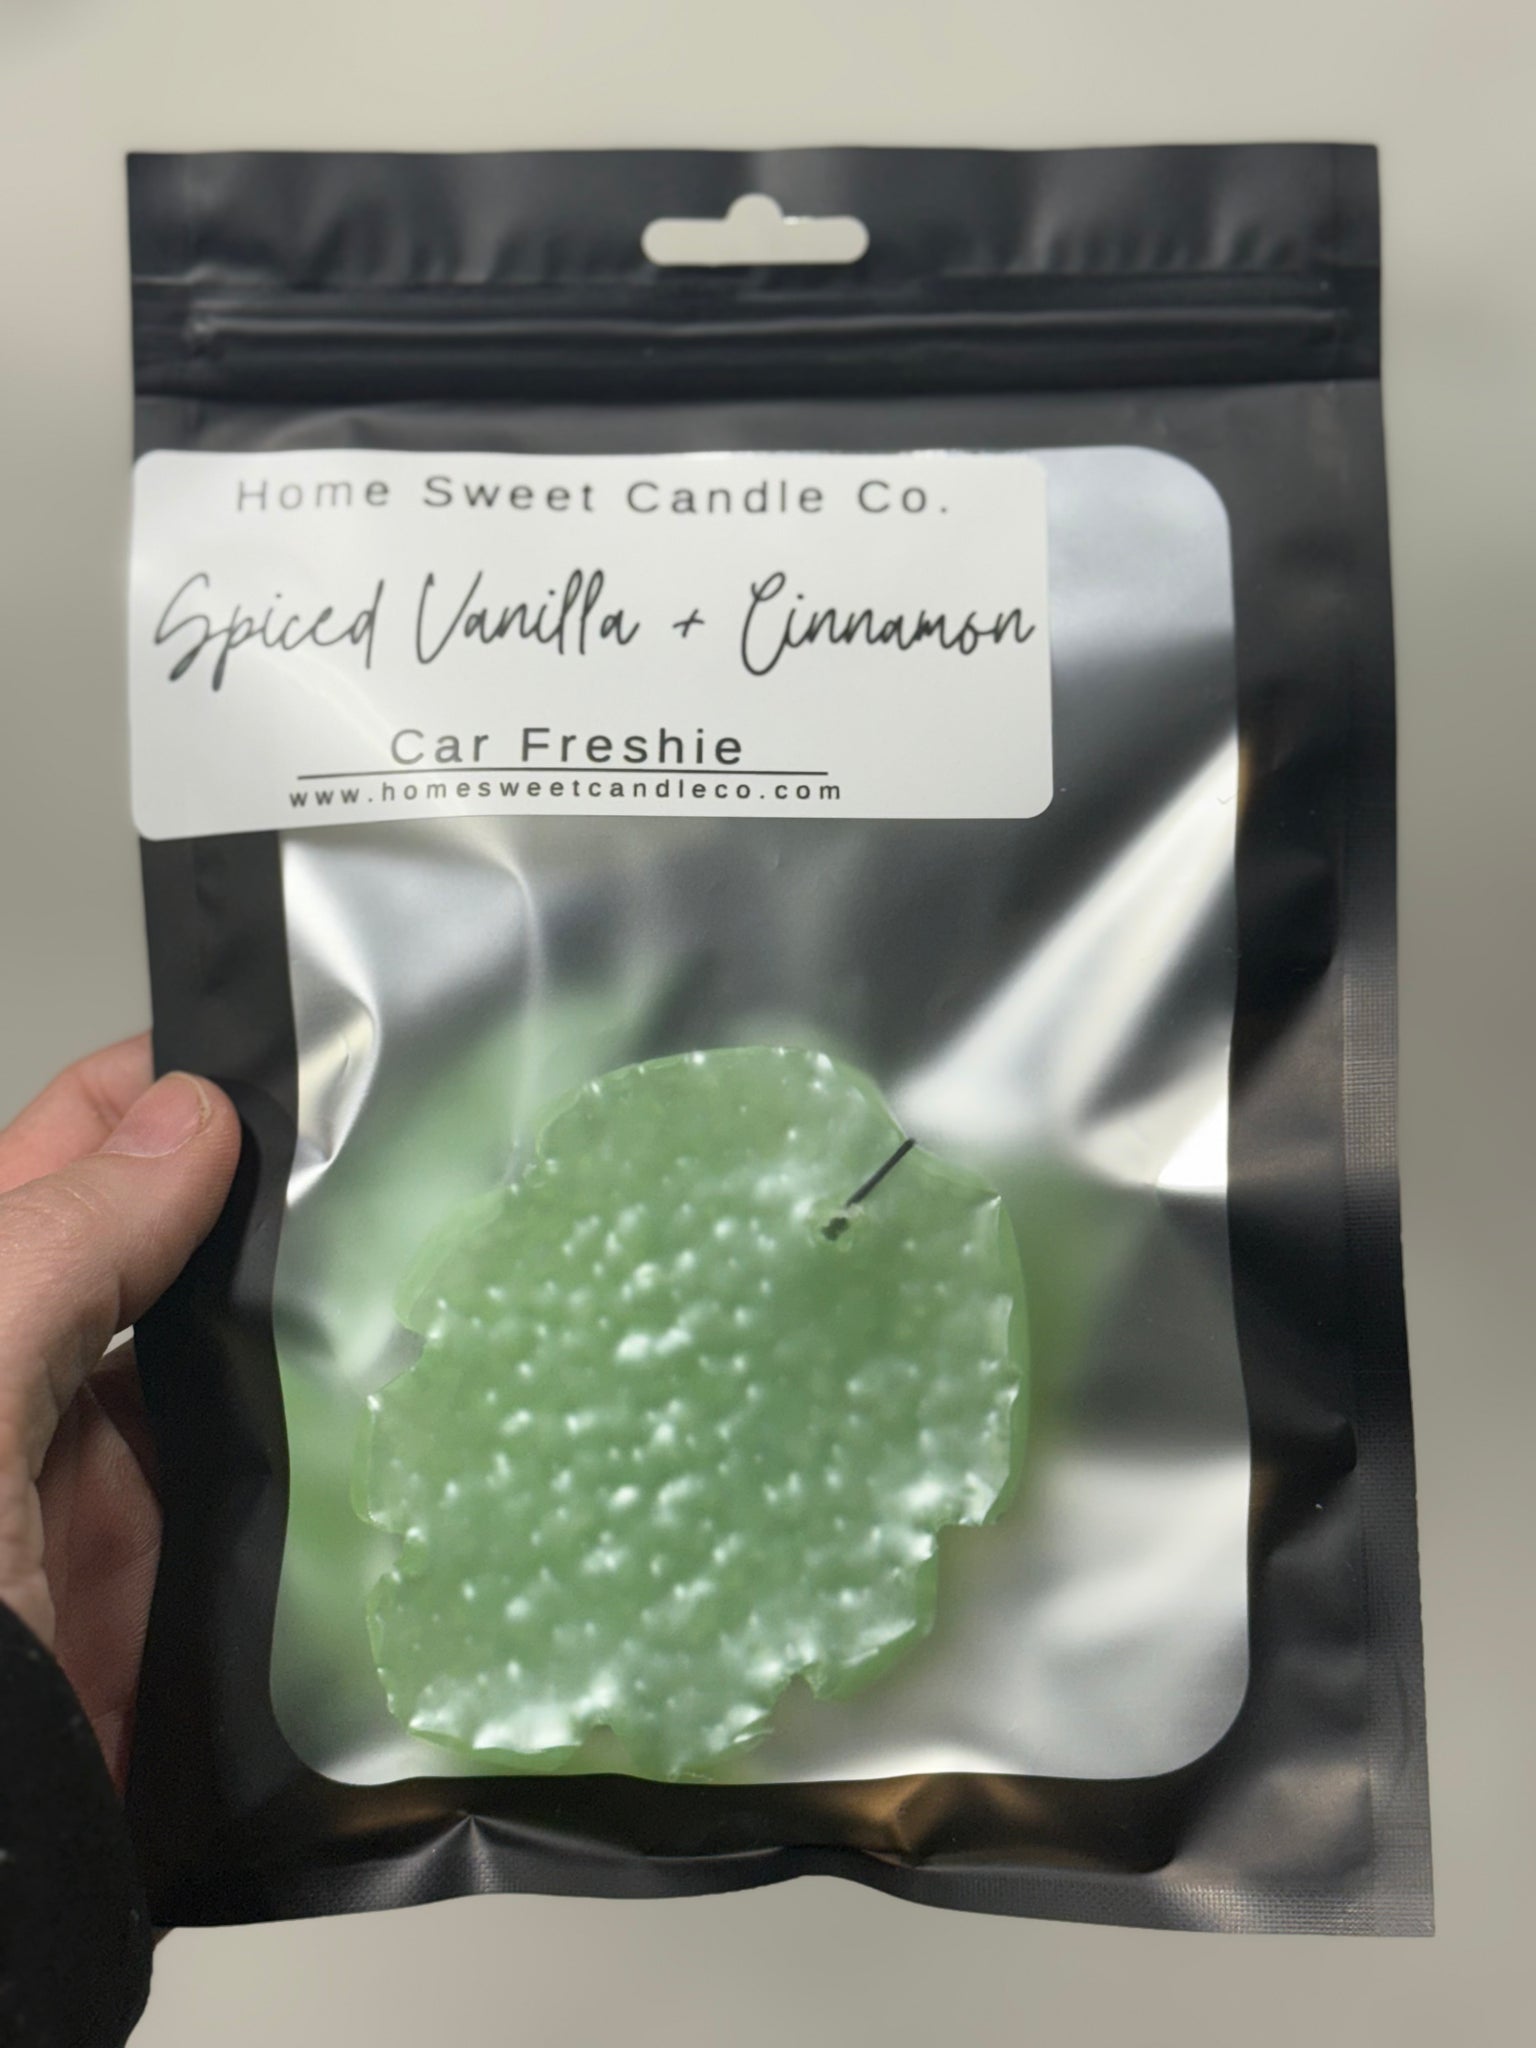 Home Sweet Candle Co.
Spiced Vanilla + Cinnamon
Car Freshie
www.homesweetcandleco.com